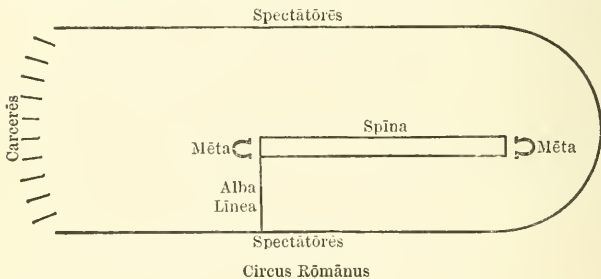 Spectātōrēs
Carcerēs
Spīna
Mēta
Mēta
Alba
Līnea
Spectātōrēs
Circus Rōmānus